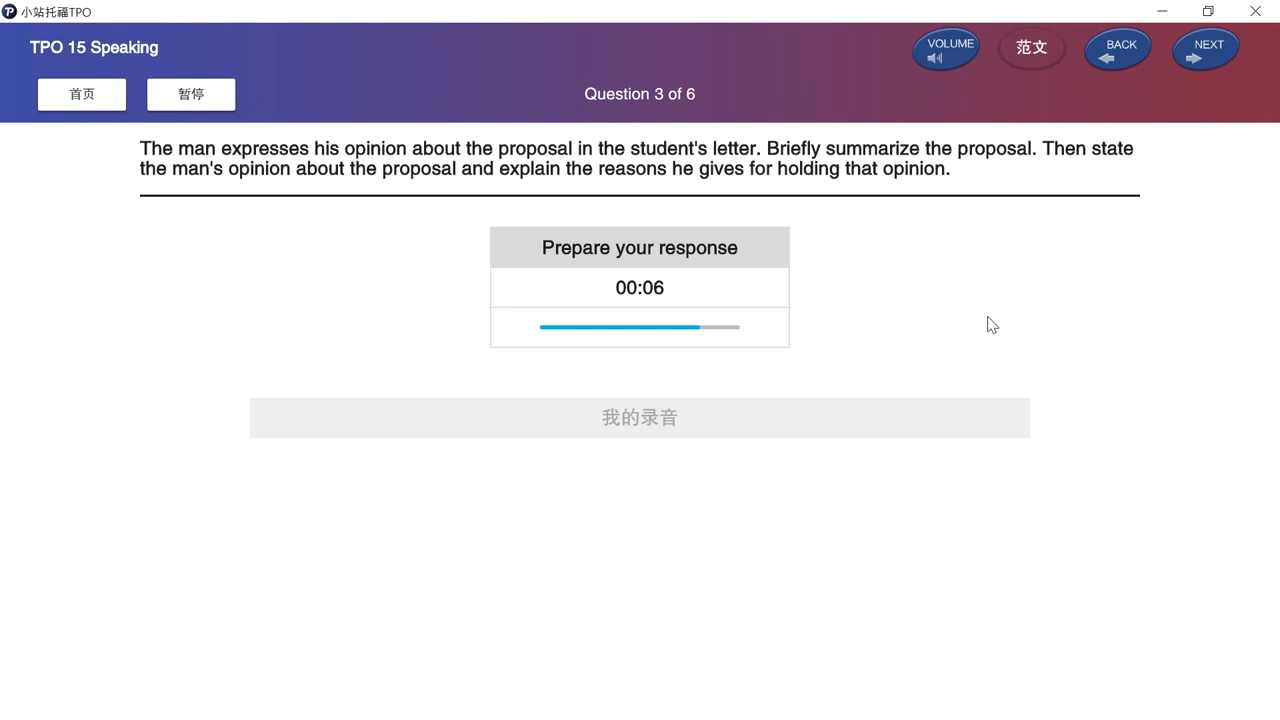 小站托福TPO
TPO 15 Speaking
VOLUME
范文
BACK
NEXT
首页
暂停
Question 3 of 6
The man expresses his opinion about the proposal in the student's letter. Briefly summarize the proposal. Then state
the man's opinion about the proposal and explain the reasons he gives for holding that opinion.
Prepare your response
00:06
我的录音